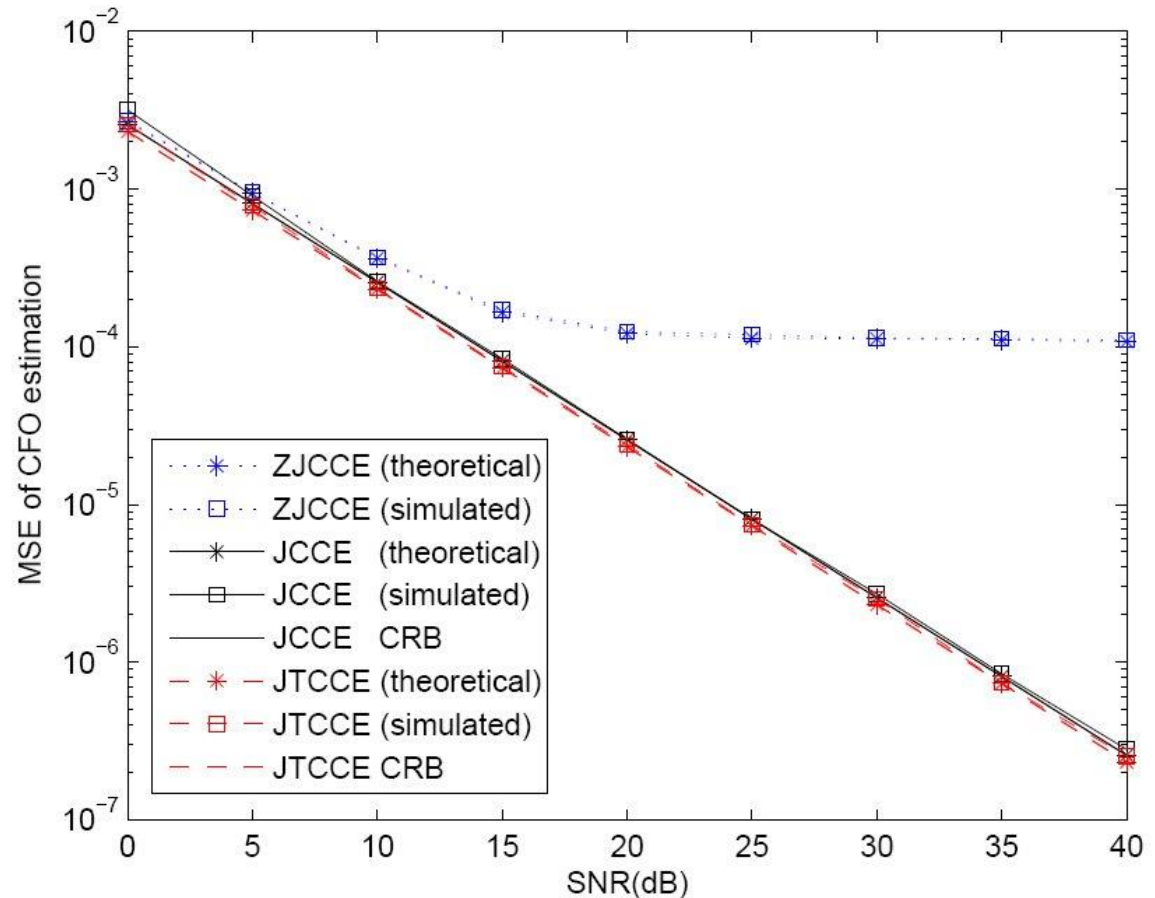 10^-2
10^-3
10^-4
10^-5
10^-6
10^-7
MSE of CFO estimation
ZJCCE (theoretical)
ZJCCE (simulated)
JCCE (theoretical)
JCCE (simulated)
JCCE CRB
JTCCE (theoretical)
JTCCE (simulated)
JTCCE CRB
0 5 10 15 20 25 30 35 40
SNR(dB)